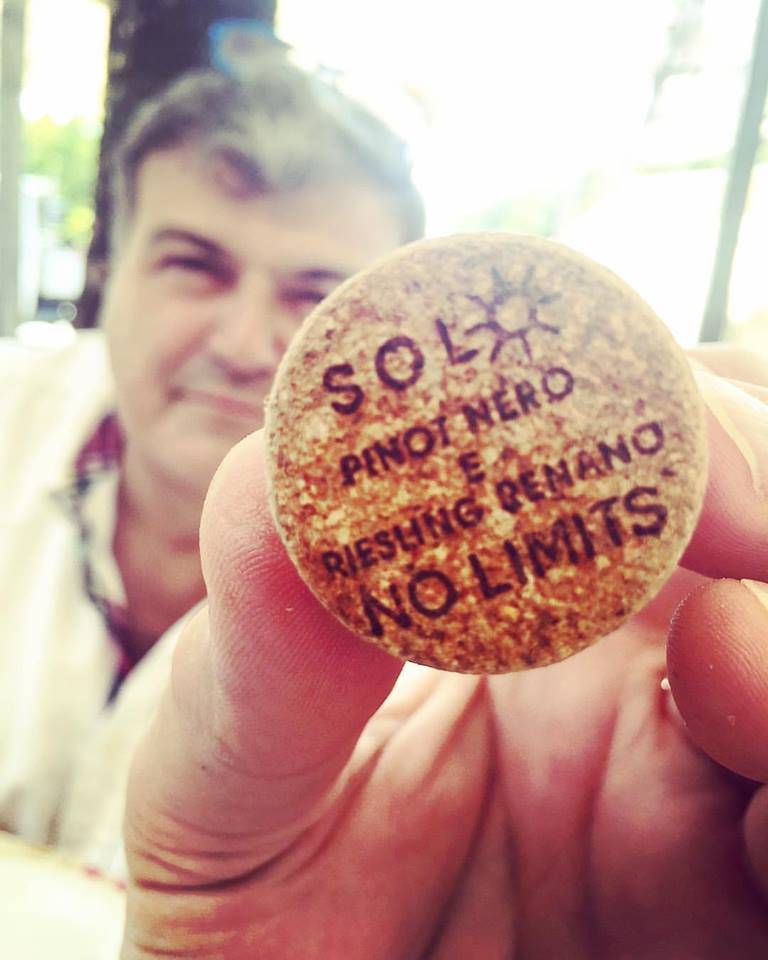 SOL
PINOT NERO
E
RIESLING RENANO
NO LIMITS